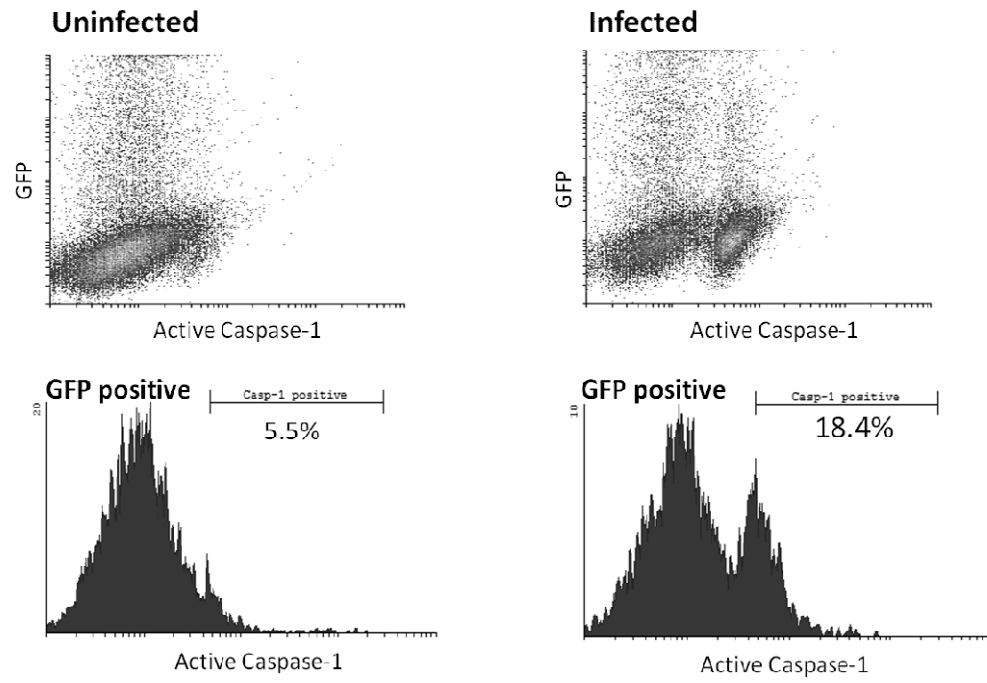 Uninfected
Infected
GFP
Active Caspase-1
GFP
Active Caspase-1
GFP positive
20
Casp-1 positive
5.5%
Active Caspase-1
GFP positive
10
Casp-1 positive
18.4%
Active Caspase-1